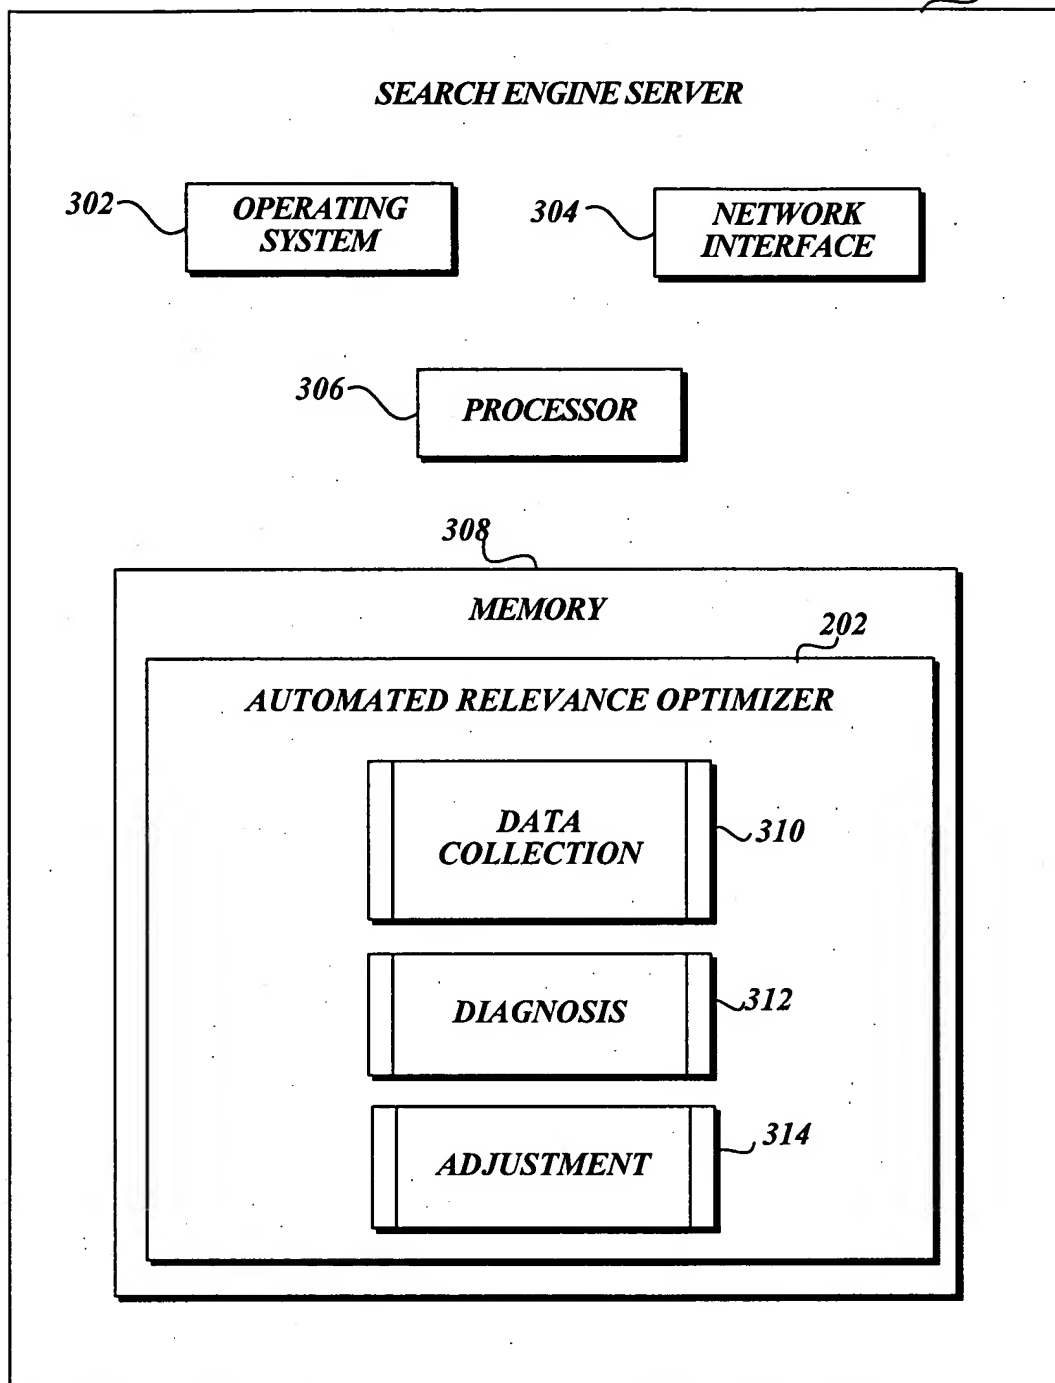 SEARCH ENGINE SERVER
302
OPERATING
SYSTEM
304
NETWORK
INTERFACE
306
PROCESSOR
308
MEMORY
202
AUTOMATED RELEVANCE OPTIMIZER
DATA
COLLECTION
310
DIAGNOSIS
312
ADJUSTMENT
314